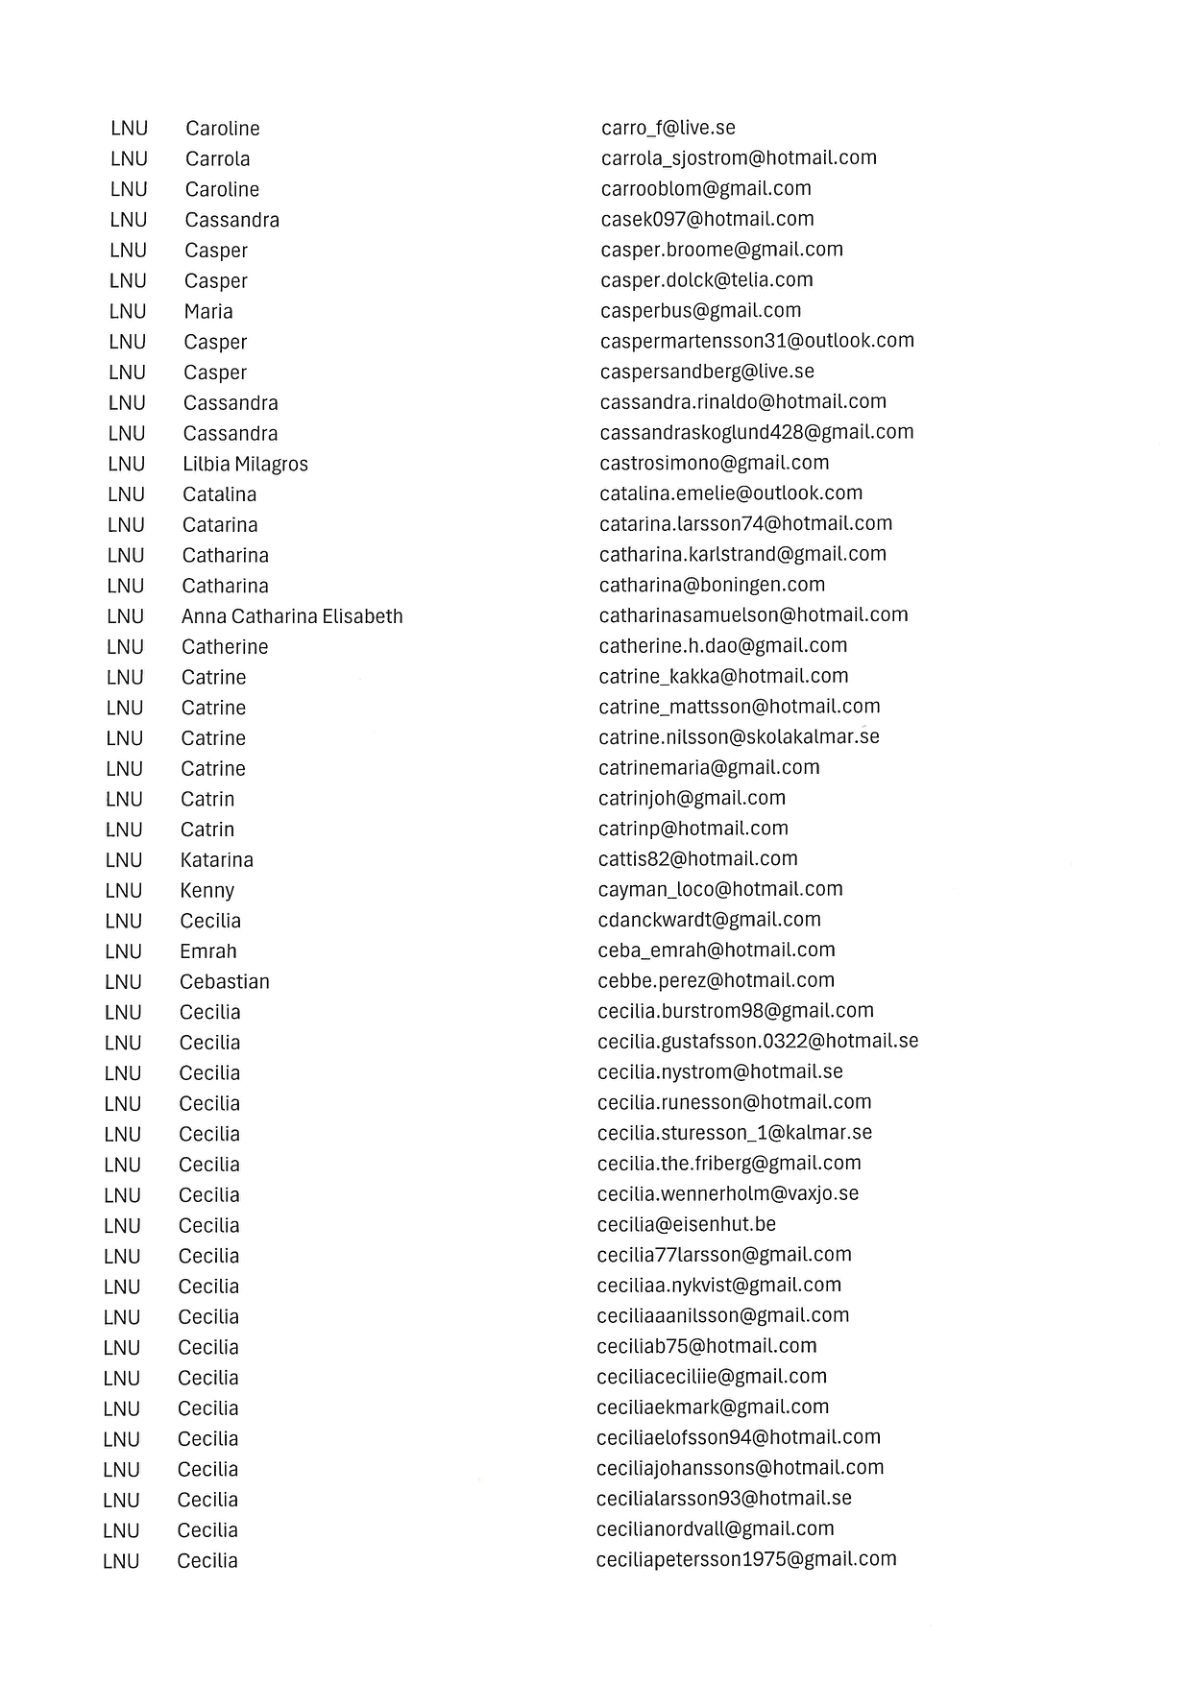 LNU Caroline carro_f@live.se
LNU Carrola carrola_sjostrom@hotmail.com
LNU Caroline carrooblom@gmail.com
LNU Cassandra casek097@hotmail.com
LNU Casper casper.broome@gmail.com
LNU Casper casper.dolck@telia.com
LNU Maria casperbus@gmail.com
LNU Casper caspermartensson31@outlook.com
LNU Casper caspersandberg@live.se
LNU Cassandra cassandra.rinaldo@hotmail.com
LNU Cassandra cassandraskoglund428@gmail.com
LNU Lilbia Milagros castrosimono@gmail.com
LNU Catalina catalina.emelie@outlook.com
LNU Catarina catarina.larsson74@hotmail.com
LNU Catharina catharina.karlstrand@gmail.com
LNU Catharina catharina@boningen.com
LNU Anna Catharina Elisabeth catharinasamuelson@hotmail.com
LNU Catherine catherine.h.dao@gmail.com
LNU Catrine catrine_kakka@hotmail.com
LNU Catrine catrine_mattsson@hotmail.com
LNU Catrine catrine.nilsson@skolakalmar.se
LNU Catrine catrinemaria@gmail.com
LNU Catrin catrinjoh@gmail.com
LNU Catrin catrinp@hotmail.com
LNU Katarina cattis82@hotmail.com
LNU Kenny cayman_loco@hotmail.com
LNU Cecilia cdanckwardt@gmail.com
LNU Emrah ceba_emrah@hotmail.com
LNU Cebastian cebbe.perez@hotmail.com
LNU Cecilia cecilia.burstrom98@gmail.com
LNU Cecilia cecilia.gustafsson.0322@hotmail.se
LNU Cecilia cecilia.nystrom@hotmail.se
LNU Cecilia cecilia.runesson@hotmail.com
LNU Cecilia cecilia.sturesson_1@kalmar.se
LNU Cecilia cecilia.the.friberg@gmail.com
LNU Cecilia cecilia.wennerholm@vaxjo.se
LNU Cecilia cecilia@eisenhut.be
LNU Cecilia cecilia77larsson@gmail.com
LNU Cecilia ceciliaa.nykvist@gmail.com
LNU Cecilia ceciliaaanilsson@gmail.com
LNU Cecilia ceciliab75@hotmail.com
LNU Cecilia ceciliaceciliie@gmail.com
LNU Cecilia ceciliaekmark@gmail.com
LNU Cecilia ceciliaelofsson94@hotmail.com
LNU Cecilia ceciliajohanssons@hotmail.com
LNU Cecilia cecilialarsson93@hotmail.se
LNU Cecilia cecilianordvall@gmail.com
LNU Cecilia ceciliapetersson1975@gmail.com